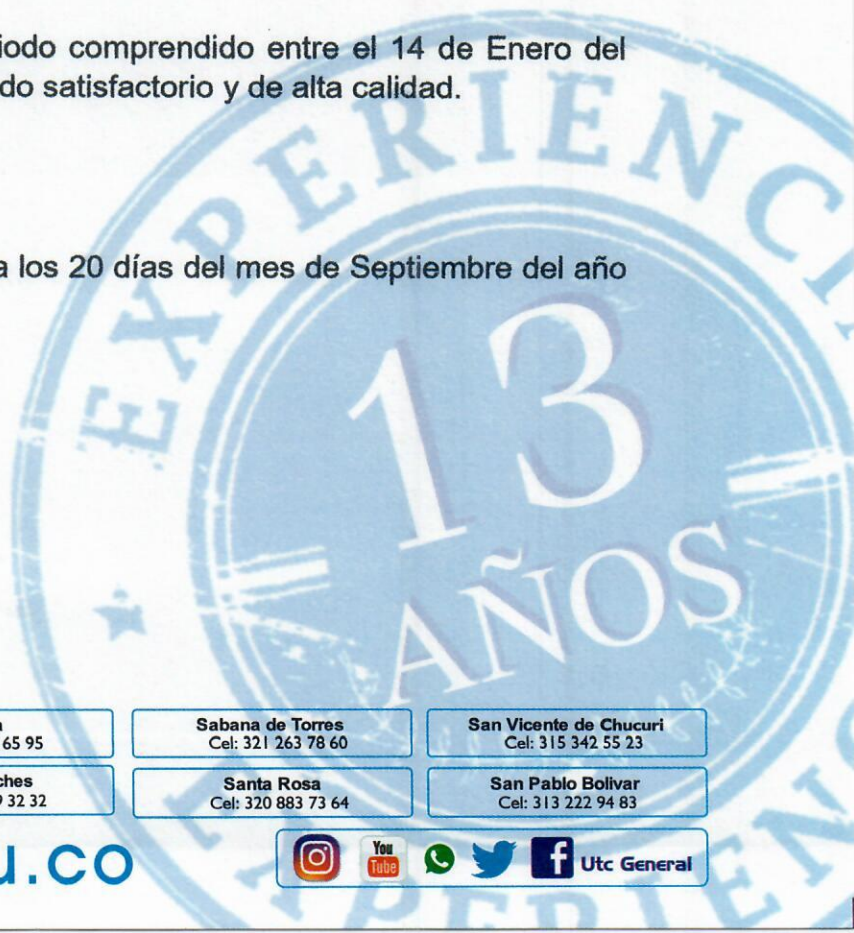 iodo comprendido entre el 14 de Enero del
do satisfactorio y de alta calidad.
a los 20 días del mes de Septiembre del año
EXPERIENCIA
13
AÑOS
65 95
Sabana de Torres
Cel: 321 263 78 60
San Vicente de Chucuri
Cel: 315 342 55 23
ches
9 32 32
Santa Rosa
Cel: 320 883 73 64
San Pablo Bolivar
Cel: 313 222 94 83
u.co
You
Tube
f
Utc General
EXPERIENC